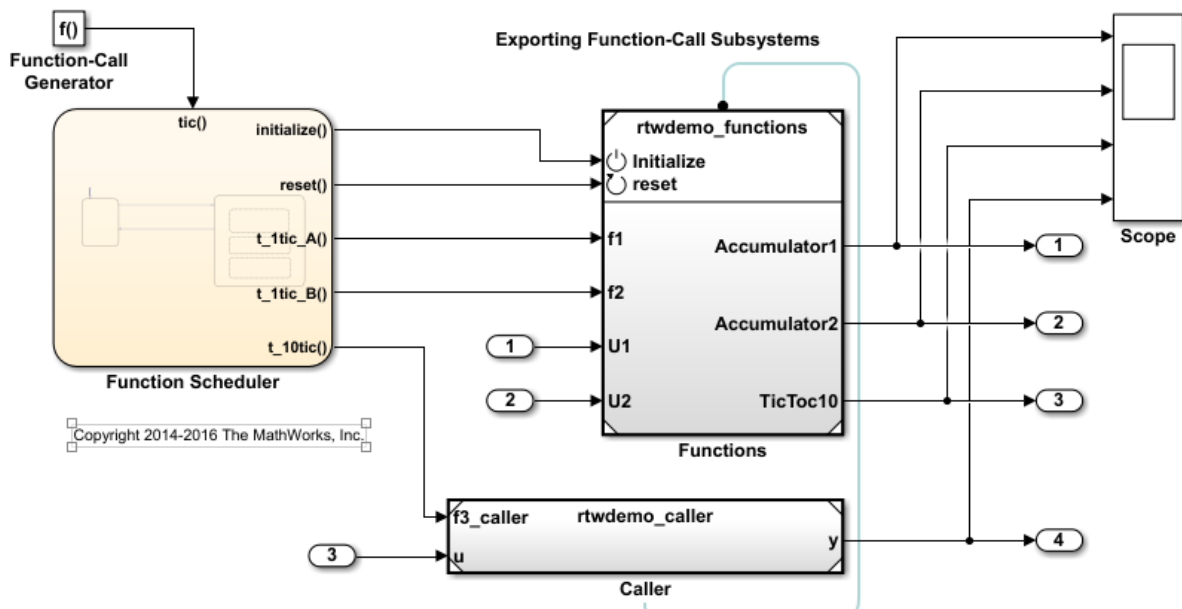 f()
Function-Call
Generator
Exporting Function-Call Subsystems
tic()
initialize()
reset()
t_1tic_A()
t_1tic_B()
t_10tic()
Function Scheduler
Copyright 2014-2016 The MathWorks, Inc.
rtwdemo_functions
Initialize
reset
f1
f2
1
U1
2
U2
Accumulator1
Accumulator2
TicToc10
Functions
Scope
1
2
3
f3_caller
rtwdemo_caller
3
u
y
4
Caller